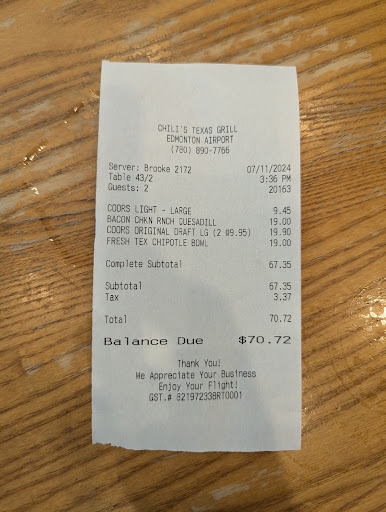 CHILI'S TEXAS GRILL
EDMONTON AIRPORT
(780) 890-7766
Server: Brooke 2172 07/11/2024
Table 43/2 3:36 PM
Guests: 2 20163
COORS LIGHT - LARGE 9.45
BACON CHKN RNCH QUESADILL 19.00
COORS ORIGINAL DRAFT LG (2 @9.95) 19.90
FRESH TEX CHIPOTLE BOWL 19.00
Complete Subtotal 67.35
Subtotal 67.35
Tax 3.37
Total 70.72
Balance Due $70.72
Thank You!
We Appreciate Your Business
Enjoy Your Flight!
GST.# 821972338RT0001